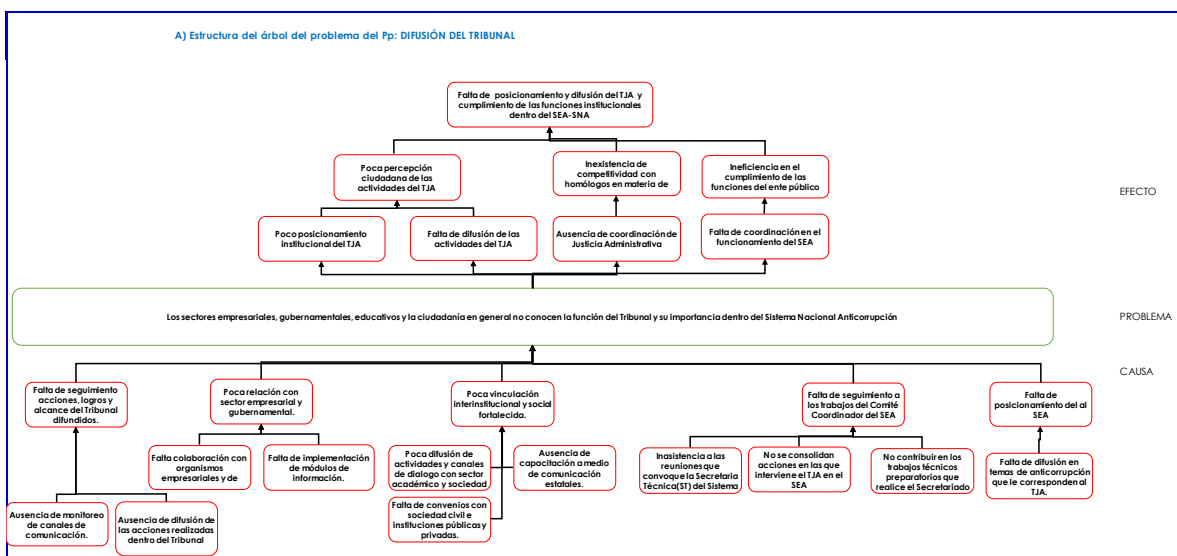 A) Estructura del árbol del problema del Pp: DIFUSIÓN DEL TRIBUNAL
Falta de posicionamiento y difusión del TJA y
cumplimiento de las funciones institucionales
dentro del SEA-SNA
Poca percepción
ciudadana de las
actividades del TJA
Inexistencia de
competitividad con
homólogos en materia de
Ineficiencia en el
cumplimiento de las
funciones del ente público
EFECTO
Poco posicionamiento
institucional del TJA
Falta de difusión de las
actividades del TJA
Ausencia de coordinación de
Justicia Administrativa
Falta de coordinación en el
funcionamiento del SEA
Los sectores empresariales, gubernamentales, educativos y la ciudadanía en general no conocen la función del Tribunal y su importancia dentro del Sistema Nacional Anticorrupción
PROBLEMA
CAUSA
Falta de seguimiento
acciones, logros y
alcance del Tribunal
difundidos.
Poca relación con
sector empresarial y
gubernamental.
Poca vinculación
interinstitucional y social
fortalecida.
Falta de seguimiento a
los trabajos del Comité
Coordinador del SEA
Falta de
posicionamiento del al
SEA
Falta colaboración con
organismos
empresariales y de
Falta de implementación
de módulos de
información.
Poca difusión de
actividades y canales
de dialogo con sector
académico y sociedad
Ausencia de
capacitación a medio
de comunicación
estatales.
Inasistencia a las
reuniones que
convoque la Secretaria
Técnica(ST) del Sistema
No se consolidan
acciones en las que
interviene el TJA en el
SEA
No contribuir en los
trabajos técnicos
preparatorios que
realice el Secretariado
Falta de difusión en
temas de anticorrupción
que le corresponden al
TJA.
Ausencia de monitoreo
de canales de
comunicación.
Ausencia de difusión de
las acciones realizadas
dentro del Tribunal
Falta de convenios con
sociedad civil e
instituciones públicas y
privadas.